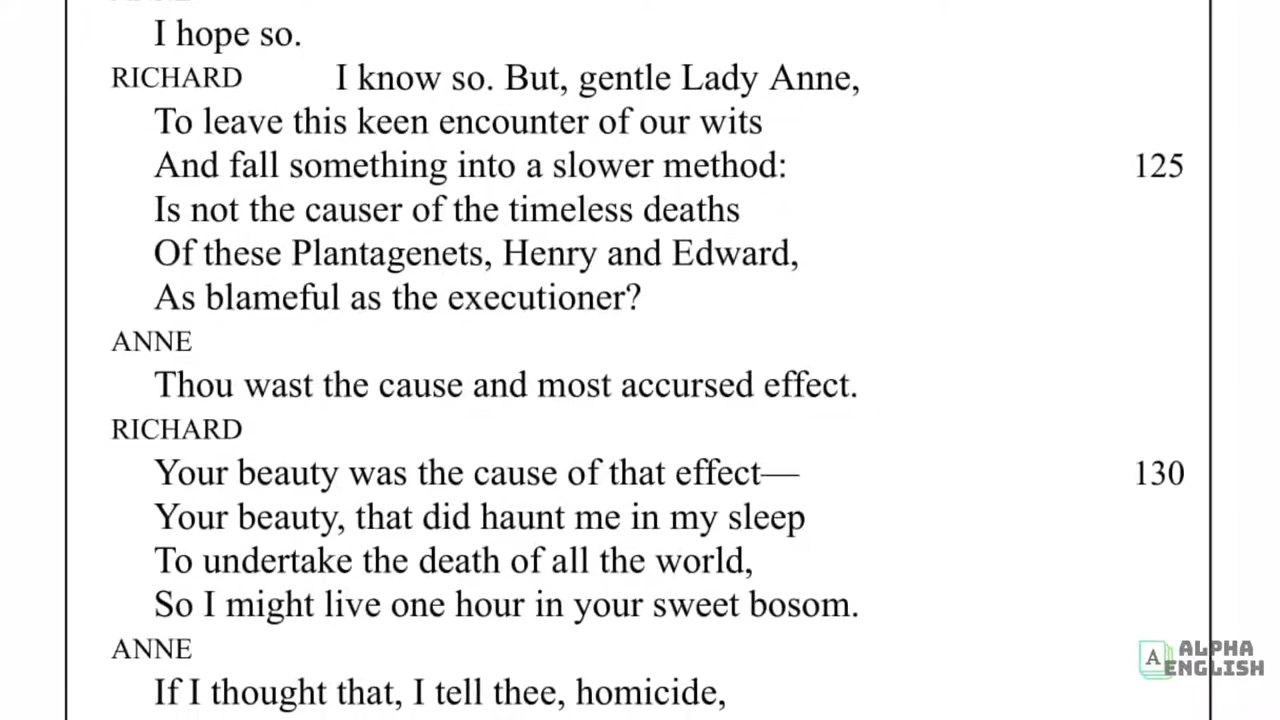 I hope so.
RICHARD I know so. But, gentle Lady Anne,
To leave this keen encounter of our wits
And fall something into a slower method: 125
Is not the causer of the timeless deaths
Of these Plantagenets, Henry and Edward,
As blameful as the executioner?
ANNE
Thou wast the cause and most accursed effect.
RICHARD
Your beauty was the cause of that effect— 130
Your beauty, that did haunt me in my sleep
To undertake the death of all the world,
So I might live one hour in your sweet bosom.
ANNE
If I thought that, I tell thee, homicide,
A ALPHA
ENGLISH